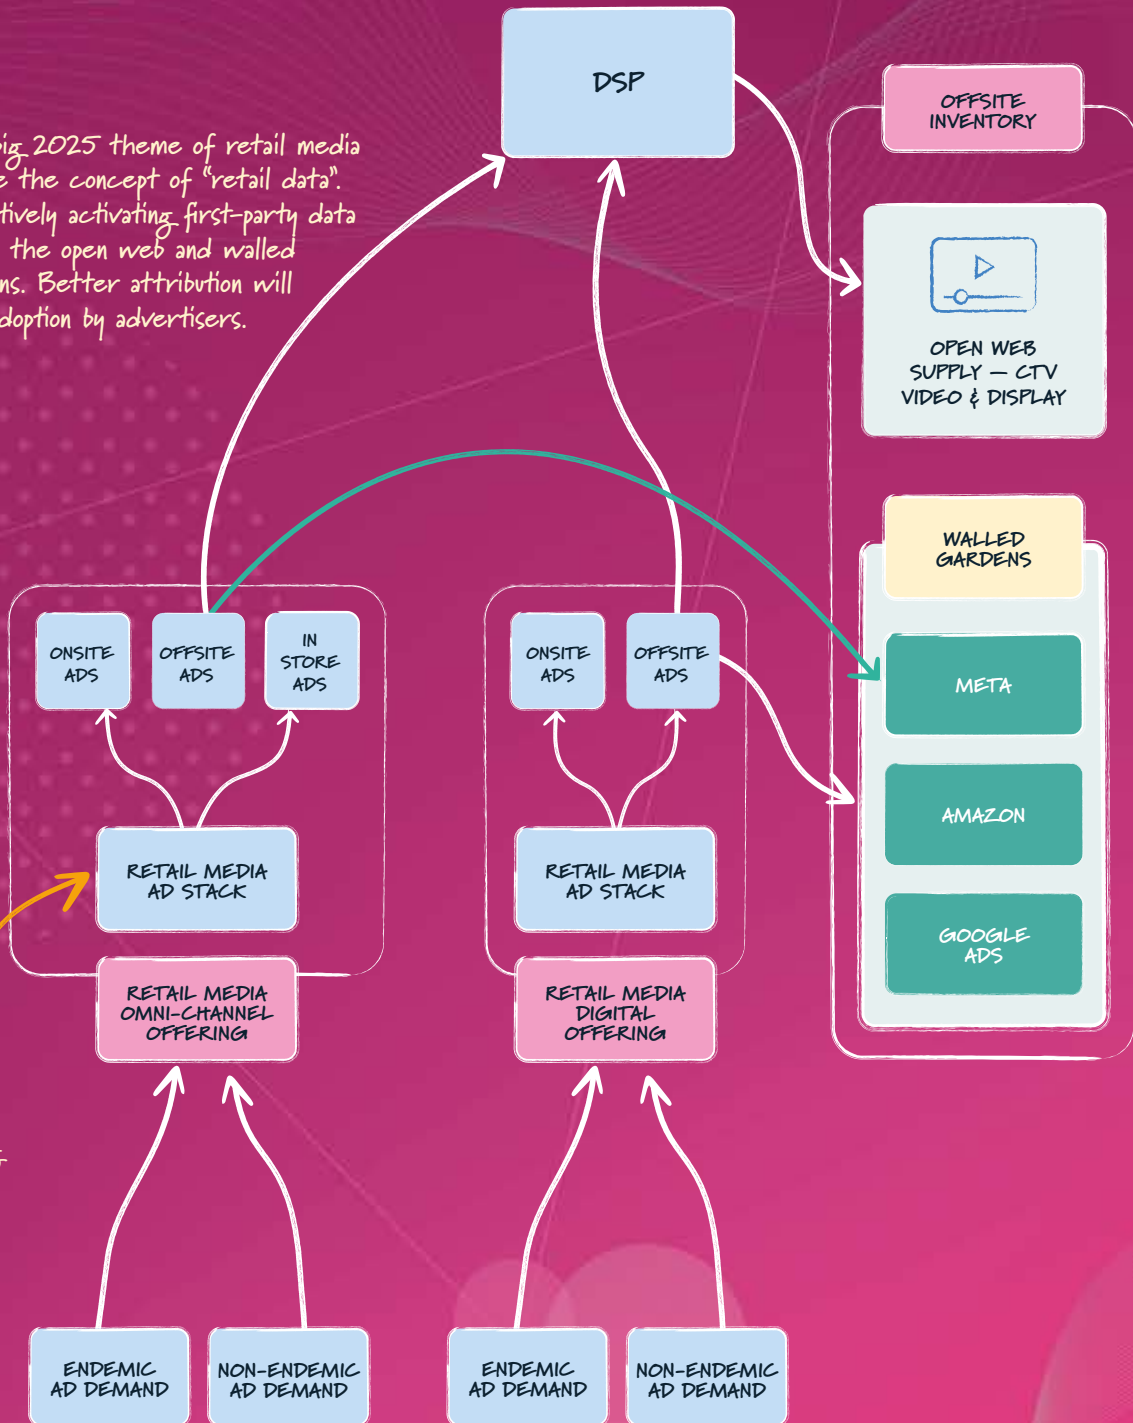 DSP
OFFSITE
INVENTORY
big 2025 theme of retail media
the concept of “retail data”.
activating first-party data
the open web and walled
Better attribution will
by advertisers.
OPEN WEB
SUPPLY — CTV
VIDEO & DISPLAY
WALLED
GARDENS
META
AMAZON
GOOGLE
ADS
ONSITE
ADS
OFFSITE
ADS
IN
STORE
ADS
ONSITE
ADS
OFFSITE
ADS
RETAIL MEDIA
AD STACK
RETAIL MEDIA
AD STACK
RETAIL MEDIA
OMNI-CHANNEL
OFFERING
RETAIL MEDIA
DIGITAL
OFFERING
ENDEMIC
AD DEMAND
NON-ENDEMIC
AD DEMAND
ENDEMIC
AD DEMAND
NON-ENDEMIC
AD DEMAND